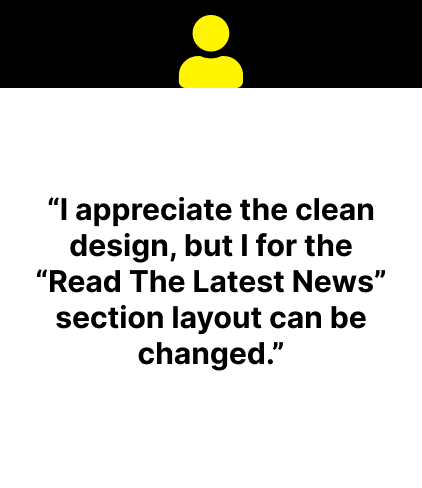 “I appreciate the clean
design, but I for the
“Read The Latest News”
section layout can be
changed.”